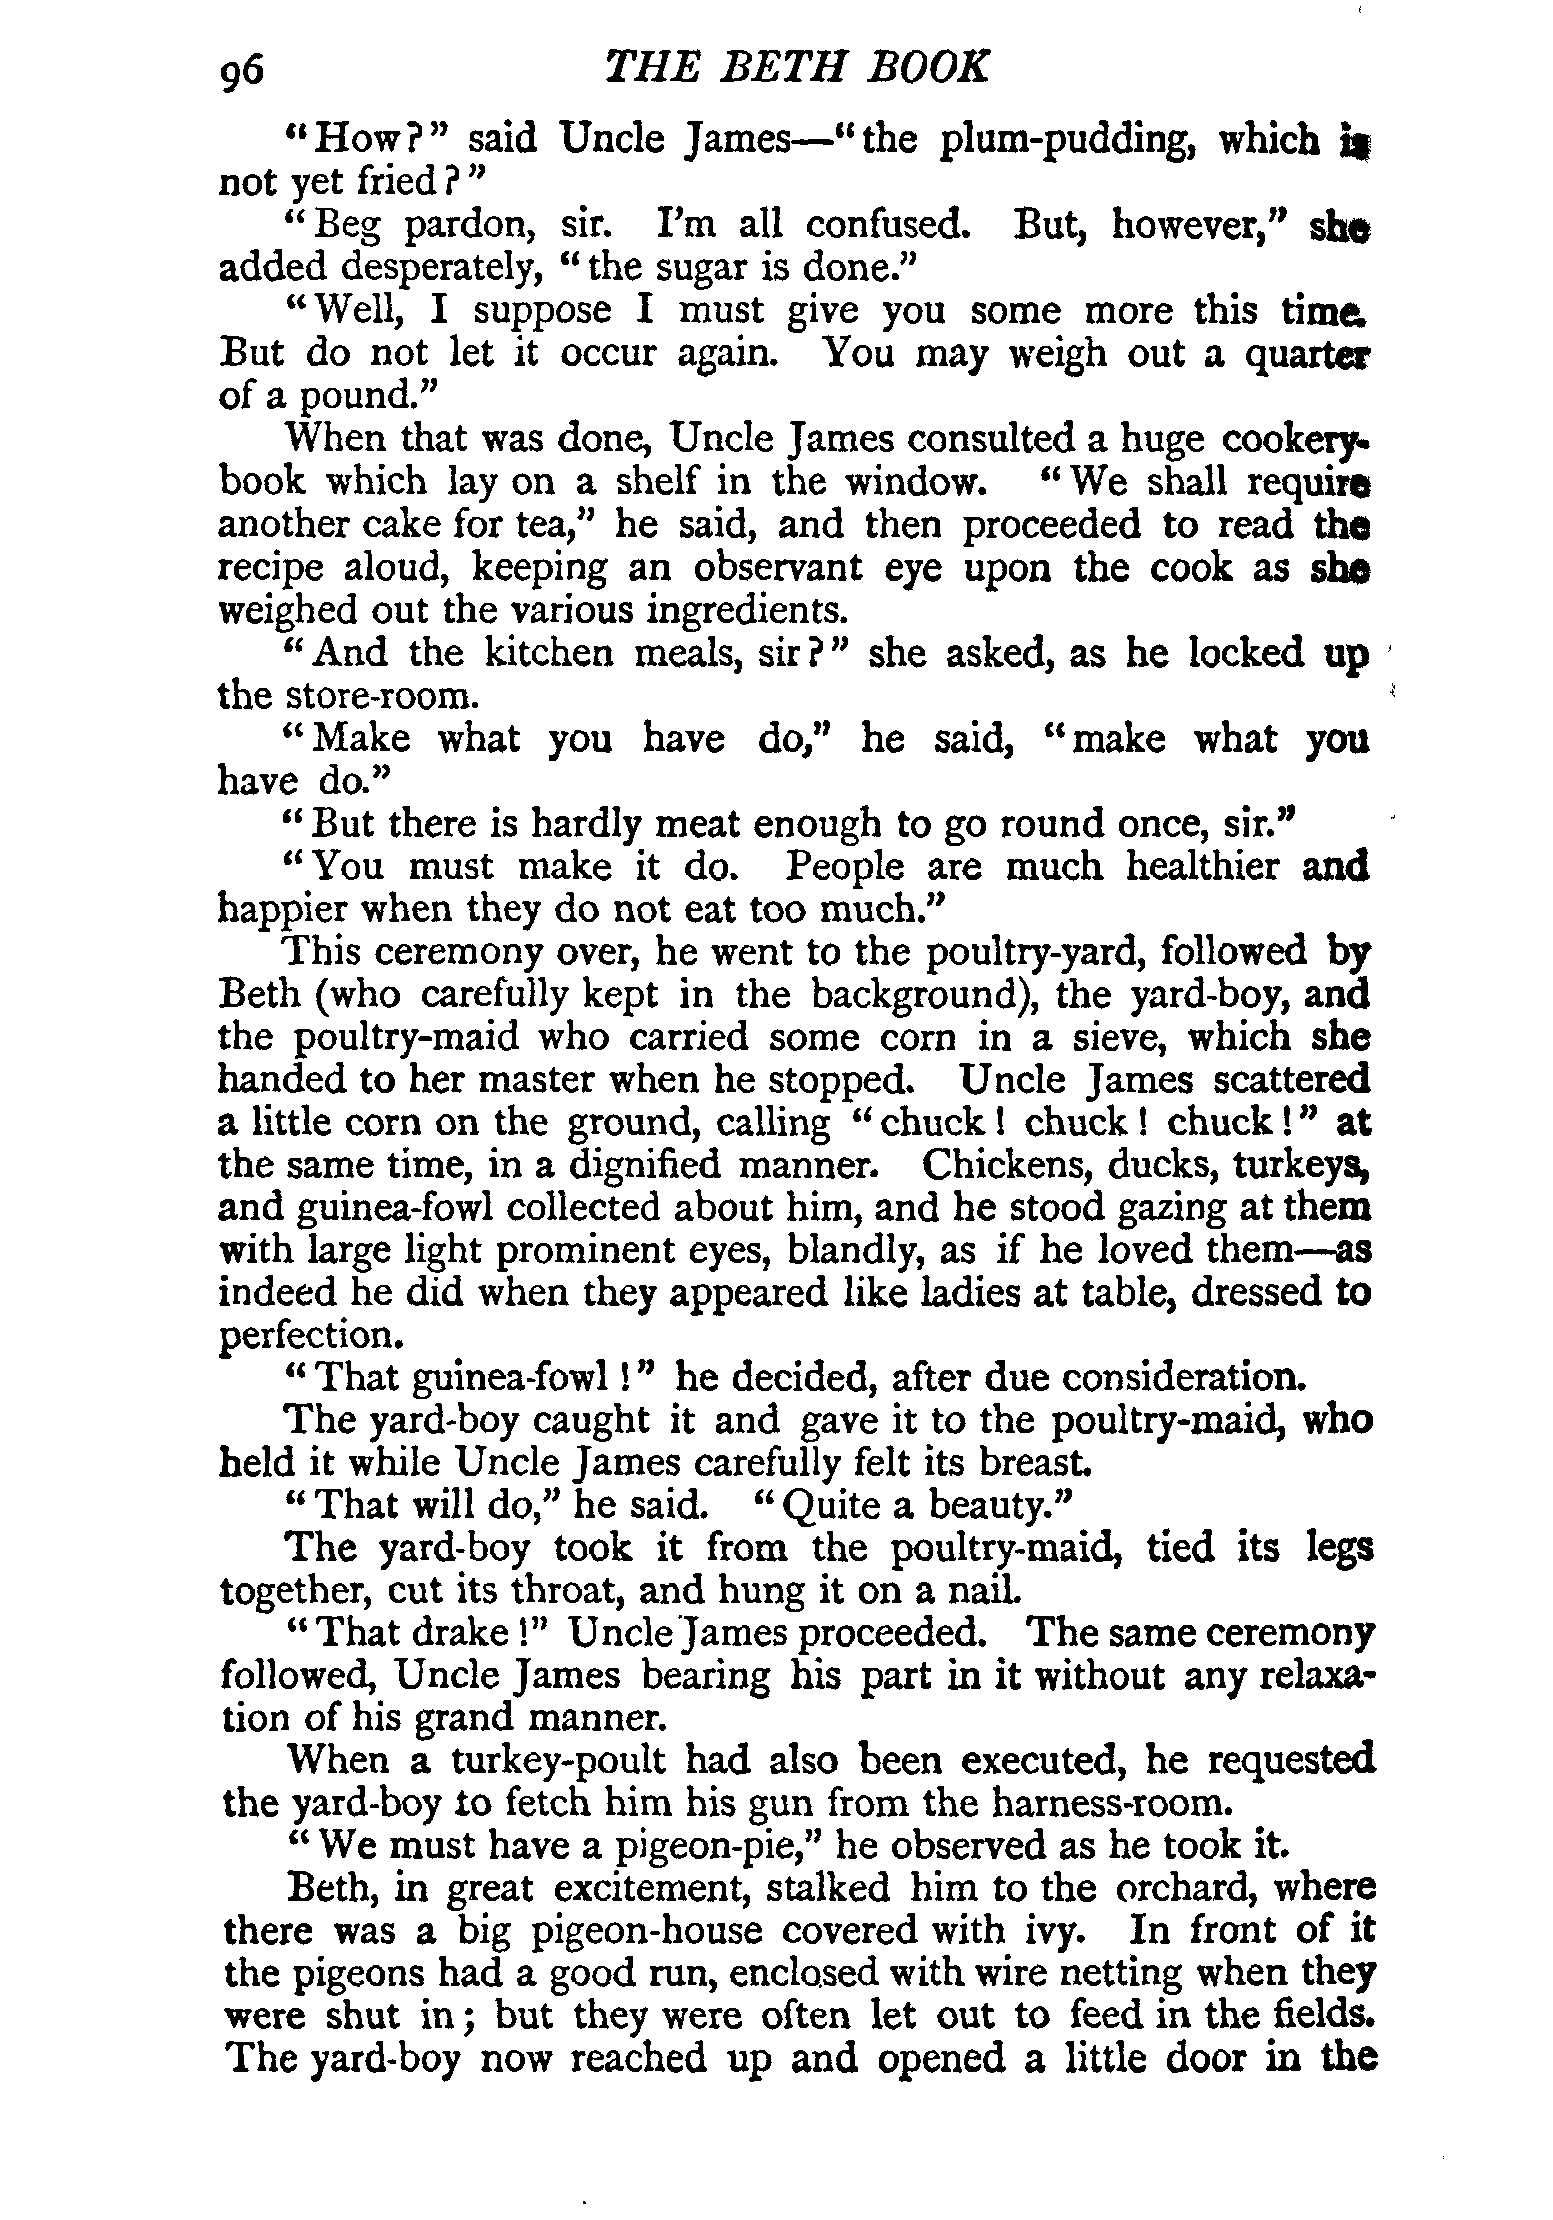 96 THE BETH BOOK
"How?" said Uncle James—"the plum-pudding, which is
not yet fried?"
"Beg pardon, sir. I'm all confused. But, however," she
added desperately, "the sugar is done."
"Well, I suppose I must give you some more this time.
But do not let it occur again. You may weigh out a quarter
of a pound."
When that was done, Uncle James consulted a huge cookery-
book which lay on a shelf in the window. "We shall require
another cake for tea," he said, and then proceeded to read the
recipe aloud, keeping an observant eye upon the cook as she
weighed out the various ingredients.
"And the kitchen meals, sir?" she asked, as he locked up
the store-room.
"Make what you have do," he said, "make what you
have do."
"But there is hardly meat enough to go round once, sir."
"You must make it do. People are much healthier and
happier when they do not eat too much."
This ceremony over, he went to the poultry-yard, followed by
Beth (who carefully kept in the background), the yard-boy, and
the poultry-maid who carried some corn in a sieve, which she
handed to her master when he stopped. Uncle James scattered
a little corn on the ground, calling "chuck! chuck! chuck!" at
the same time, in a dignified manner. Chickens, ducks, turkeys,
and guinea-fowl collected about him, and he stood gazing at them
with large light prominent eyes, blandly, as if he loved them—as
indeed he did when they appeared like ladies at table, dressed to
perfection.
"That guinea-fowl!" he decided, after due consideration.
The yard-boy caught it and gave it to the poultry-maid, who
held it while Uncle James carefully felt its breast.
"That will do," he said. "Quite a beauty."
The yard-boy took it from the poultry-maid, tied its legs
together, cut its throat, and hung it on a nail.
"That drake!" Uncle James proceeded. The same ceremony
followed, Uncle James bearing his part in it without any relaxa-
tion of his grand manner.
When a turkey-poult had also been executed, he requested
the yard-boy to fetch him his gun from the harness-room.
"We must have a pigeon-pie," he observed as he took it.
Beth, in great excitement, stalked him to the orchard, where
there was a big pigeon-house covered with ivy. In front of it
the pigeons had a good run, enclosed with wire netting when they
were shut in; but they were often let out to feed in the fields.
The yard-boy now reached up and opened a little door in the